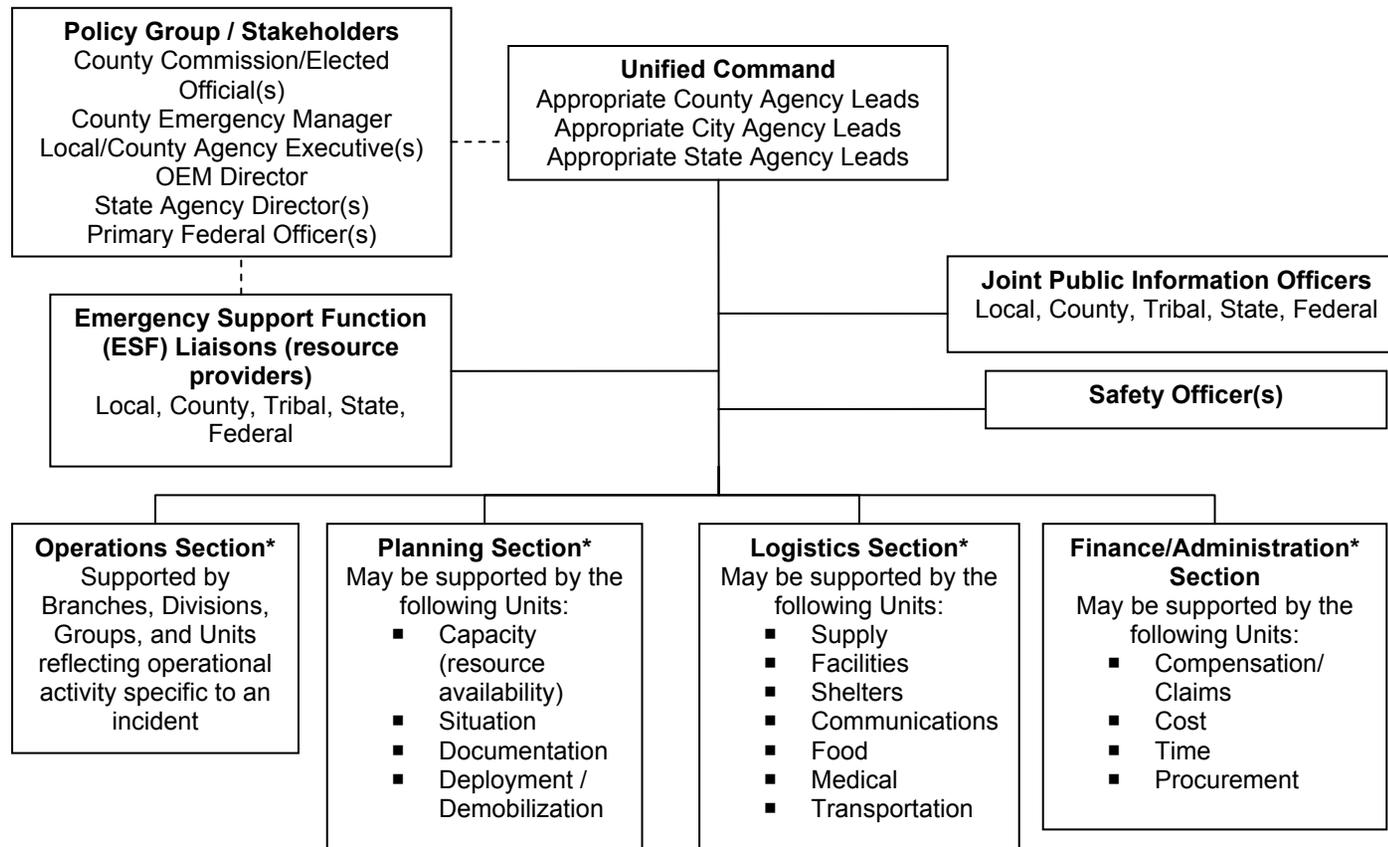 Policy Group / Stakeholders
County Commission/Elected
Official(s)
County Emergency Manager
Local/County Agency Executive(s)
OEM Director
State Agency Director(s)
Primary Federal Officer(s)
Unified Command
Appropriate County Agency Leads
Appropriate City Agency Leads
Appropriate State Agency Leads
Joint Public Information Officers
Local, County, Tribal, State, Federal
Emergency Support Function
(ESF) Liaisons (resource
providers)
Local, County, Tribal, State,
Federal
Safety Officer(s)
Operations Section*
Supported by
Branches, Divisions,
Groups, and Units
reflecting operational
activity specific to an
incident
Planning Section*
May be supported by the
following Units:
▪ Capacity
(resource
availability)
▪ Situation
▪ Documentation
▪ Deployment /
Demobilization
Logistics Section*
May be supported by the
following Units:
▪ Supply
▪ Facilities
▪ Shelters
▪ Communications
▪ Food
▪ Medical
▪ Transportation
Finance/Administration*
Section
May be supported by the
following Units:
▪ Compensation/
Claims
▪ Cost
▪ Time
▪ Procurement